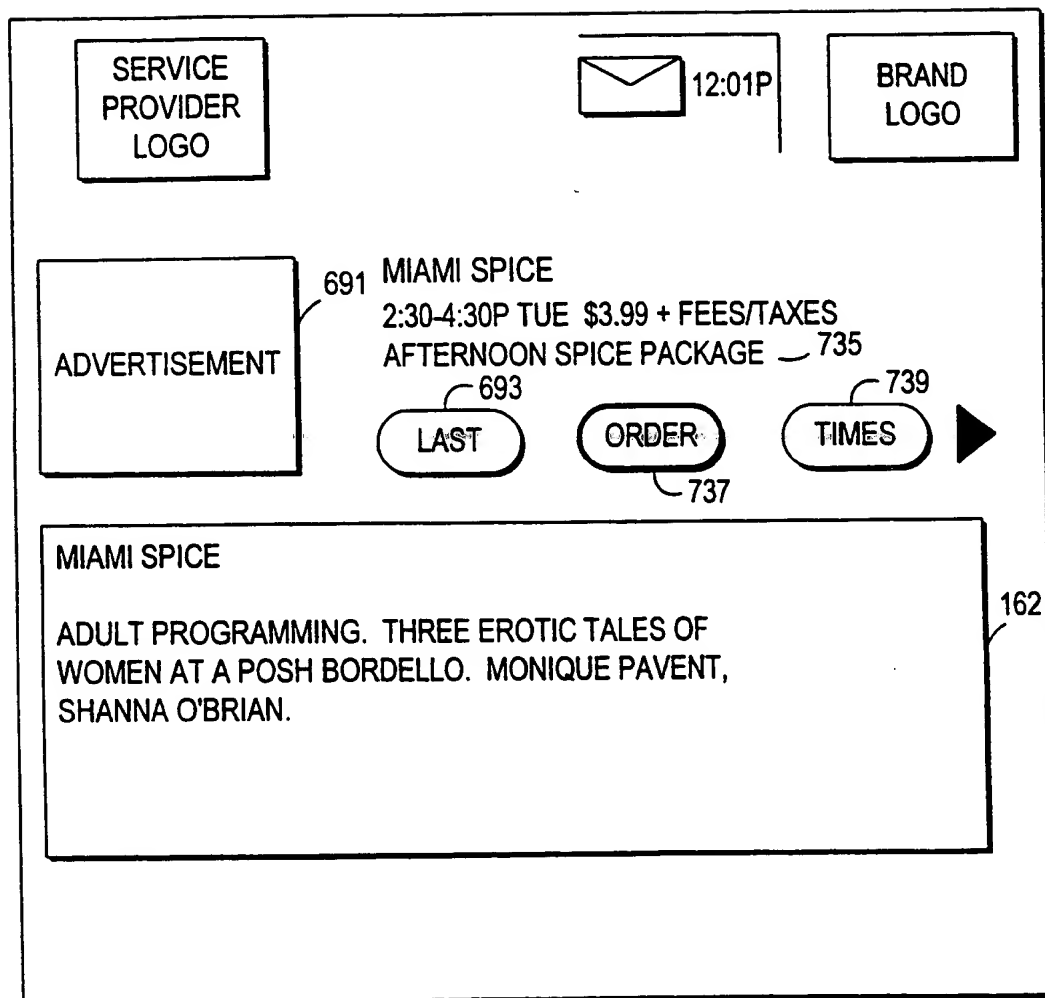 SERVICE
PROVIDER
LOGO
12:01P
BRAND
LOGO
ADVERTISEMENT
691
MIAMI SPICE
2:30-4:30P TUE $3.99 + FEES/TAXES
AFTERNOON SPICE PACKAGE 735
693
739
LAST
ORDER
TIMES
737
MIAMI SPICE
162
ADULT PROGRAMMING. THREE EROTIC TALES OF
WOMEN AT A POSH BORDELLO. MONIQUE PAVENT,
SHANNA O'BRIAN.